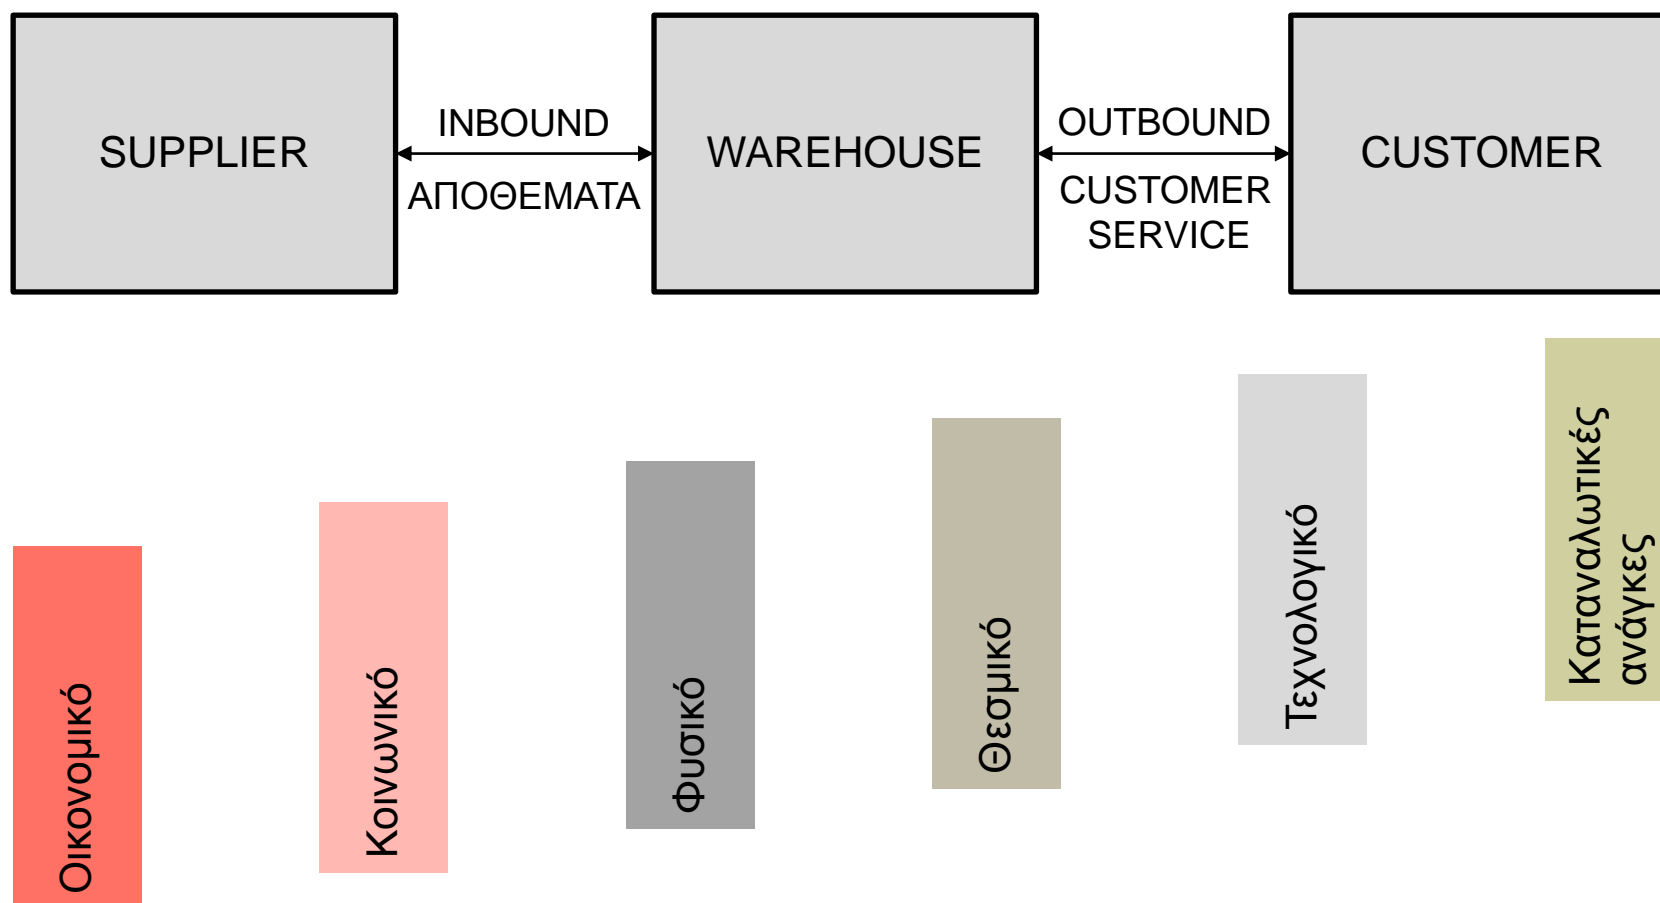 SUPPLIER
INBOUND
ΑΠΟΘΕΜΑΤΑ
WAREHOUSE
OUTBOUND
CUSTOMER
SERVICE
CUSTOMER
Οικονομικό
Κοινωνικό
Φυσικό
Θεσμικό
Τεχνολογικό
Καταναλωτικές
ανάγκες